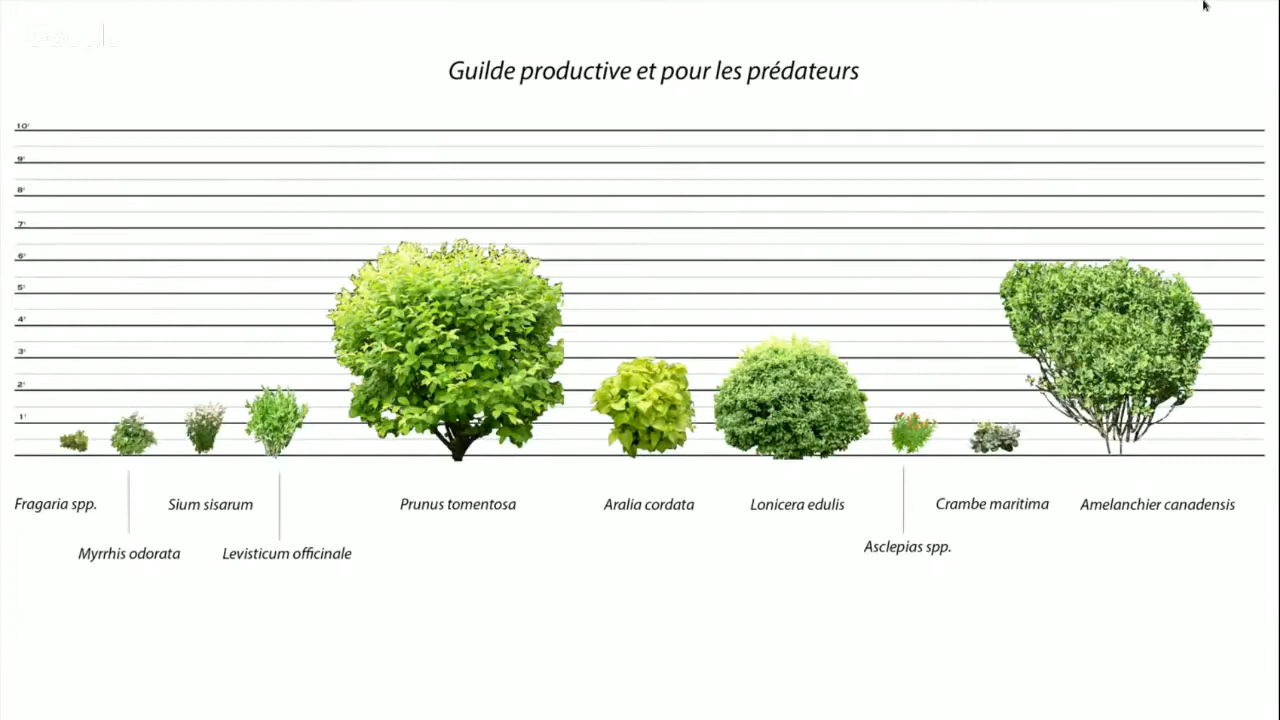 Guilde productive et pour les prédateurs
10'
9'
8'
7'
6'
5'
4'
3'
2'
1'
Fragaria spp.
Sium sisarum
Prunus tomentosa
Aralia cordata
Lonicera edulis
Crambe maritima
Amelanchier canadensis
Myrrhis odorata
Levisticum officinale
Asclepias spp.